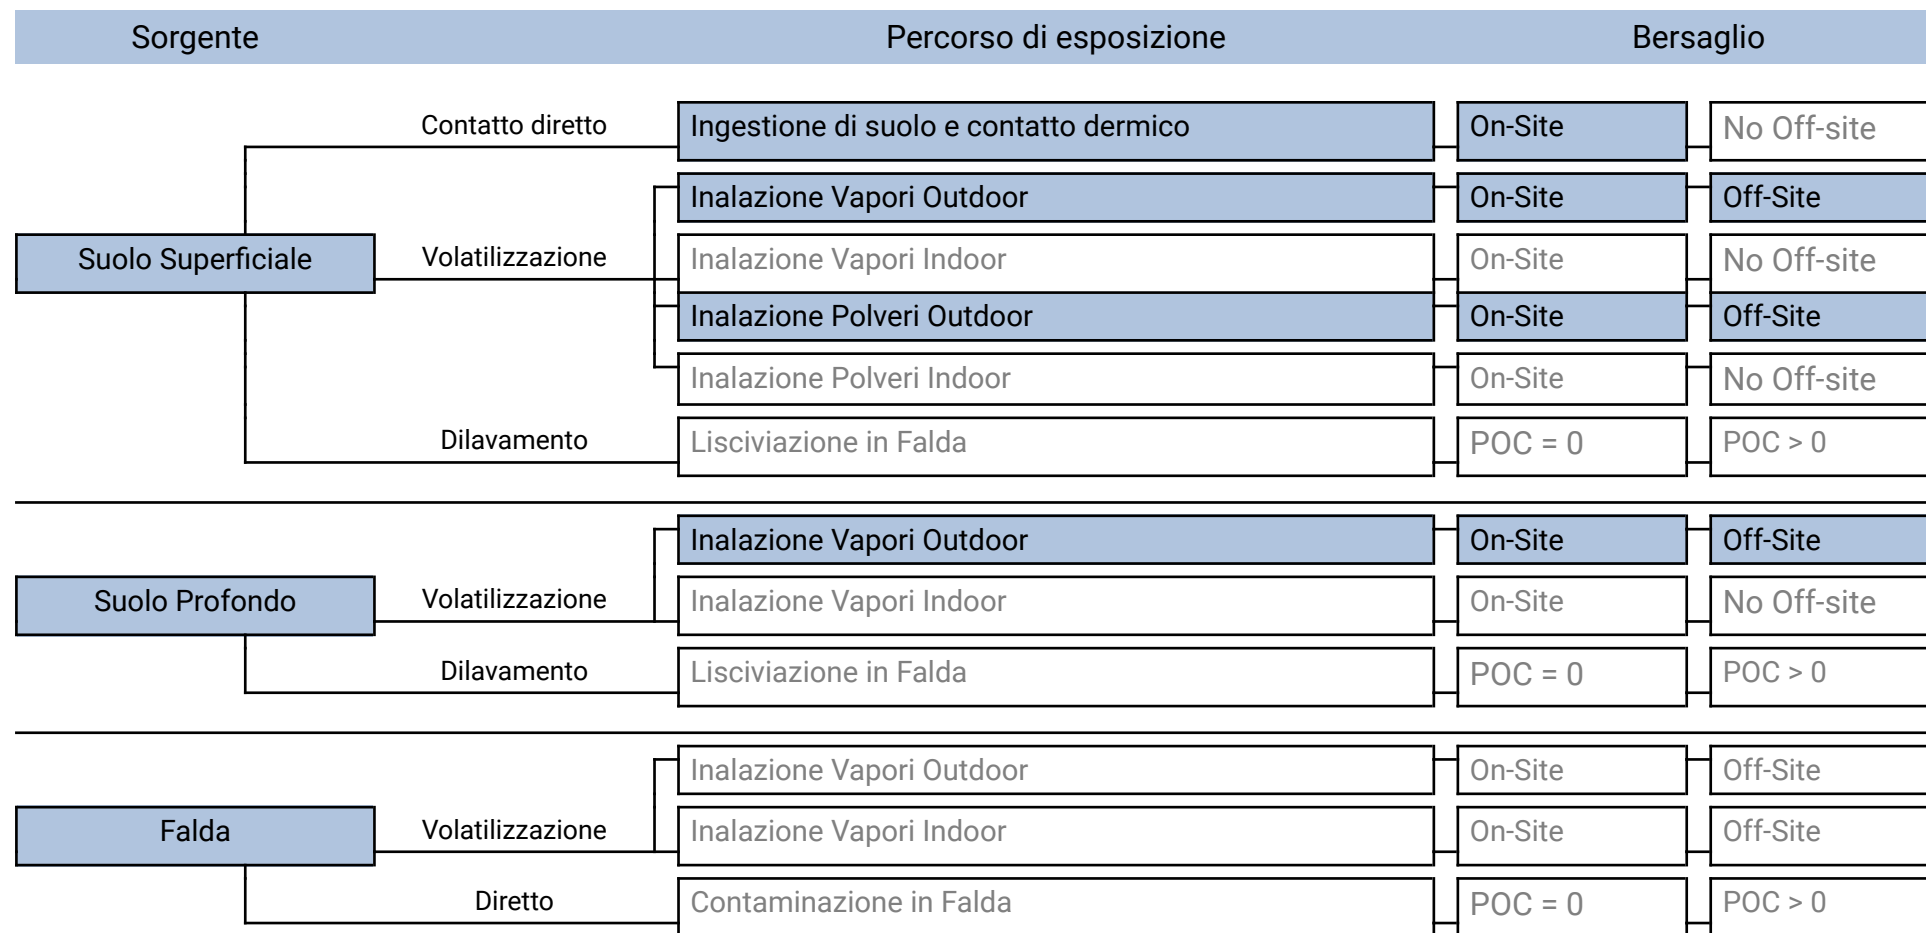 Sorgente Percorso di esposizione Bersaglio
Contatto diretto Ingestione di suolo e contatto dermico On-Site No Off-site
Inalazione Vapori Outdoor On-Site Off-Site
Suolo Superficiale Volatilizzazione Inalazione Vapori Indoor On-Site No Off-site
Inalazione Polveri Outdoor On-Site Off-Site
Inalazione Polveri Indoor On-Site No Off-site
Dilavamento Lisciviazione in Falda POC = 0 POC > 0
Inalazione Vapori Outdoor On-Site Off-Site
Suolo Profondo Volatilizzazione Inalazione Vapori Indoor On-Site No Off-site
Dilavamento Lisciviazione in Falda POC = 0 POC > 0
Inalazione Vapori Outdoor On-Site Off-Site
Falda Volatilizzazione Inalazione Vapori Indoor On-Site Off-Site
Diretto Contaminazione in Falda POC = 0 POC > 0